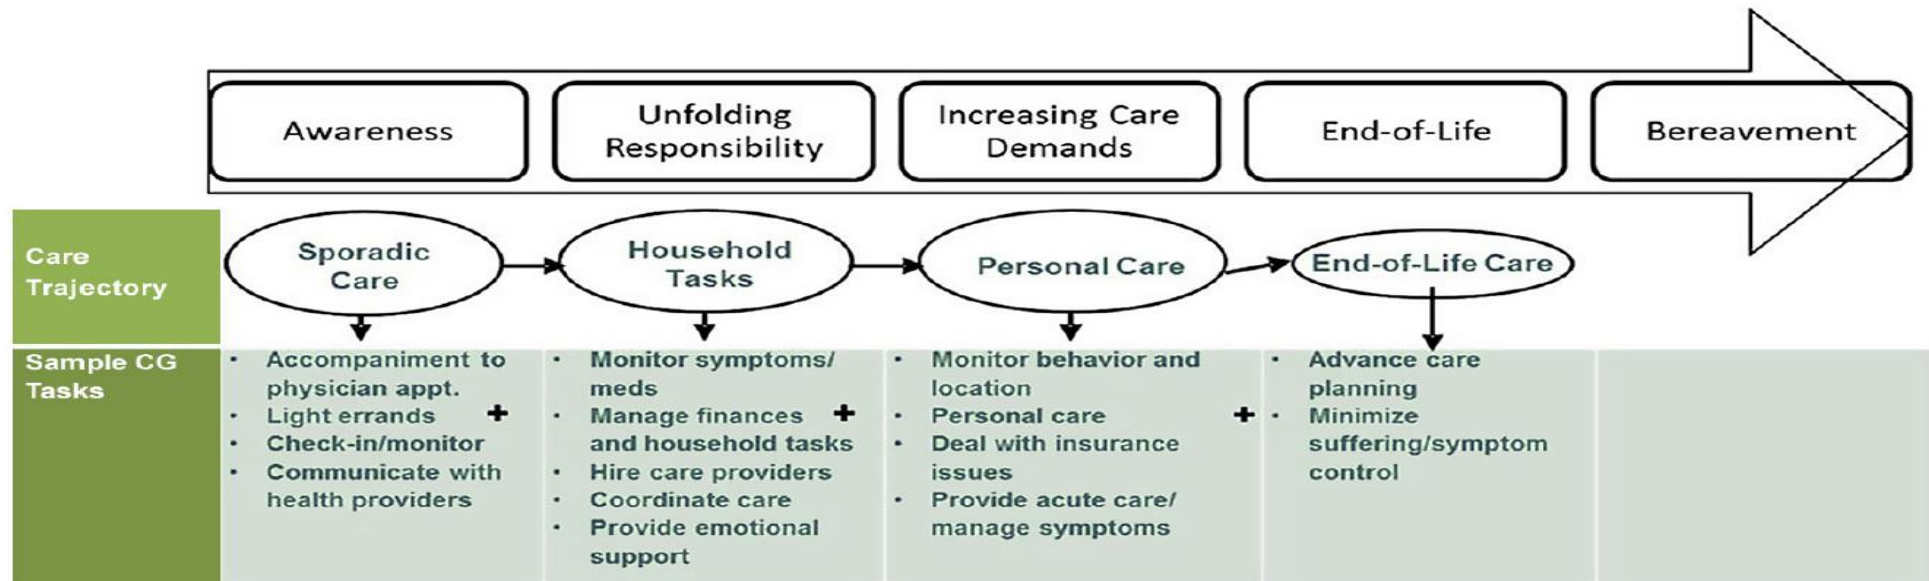 Awareness
Unfolding
Responsibility
Increasing Care
Demands
End-of-Life
Bereavement
Care
Trajectory
Sporadic
Care
Household
Tasks
Personal Care
End-of-Life Care
Sample CG
Tasks
• Accompaniment to
physician appt.
• Light errands
• Check-in/monitor
• Communicate with
health providers
+
• Monitor symptoms/
meds
• Manage finances
and household tasks
• Hire care providers
• Coordinate care
• Provide emotional
support
+
• Monitor behavior and
location
• Personal care
• Deal with insurance
issues
• Provide acute care/
manage symptoms
+
• Advance care
planning
• Minimize
suffering/symptom
control